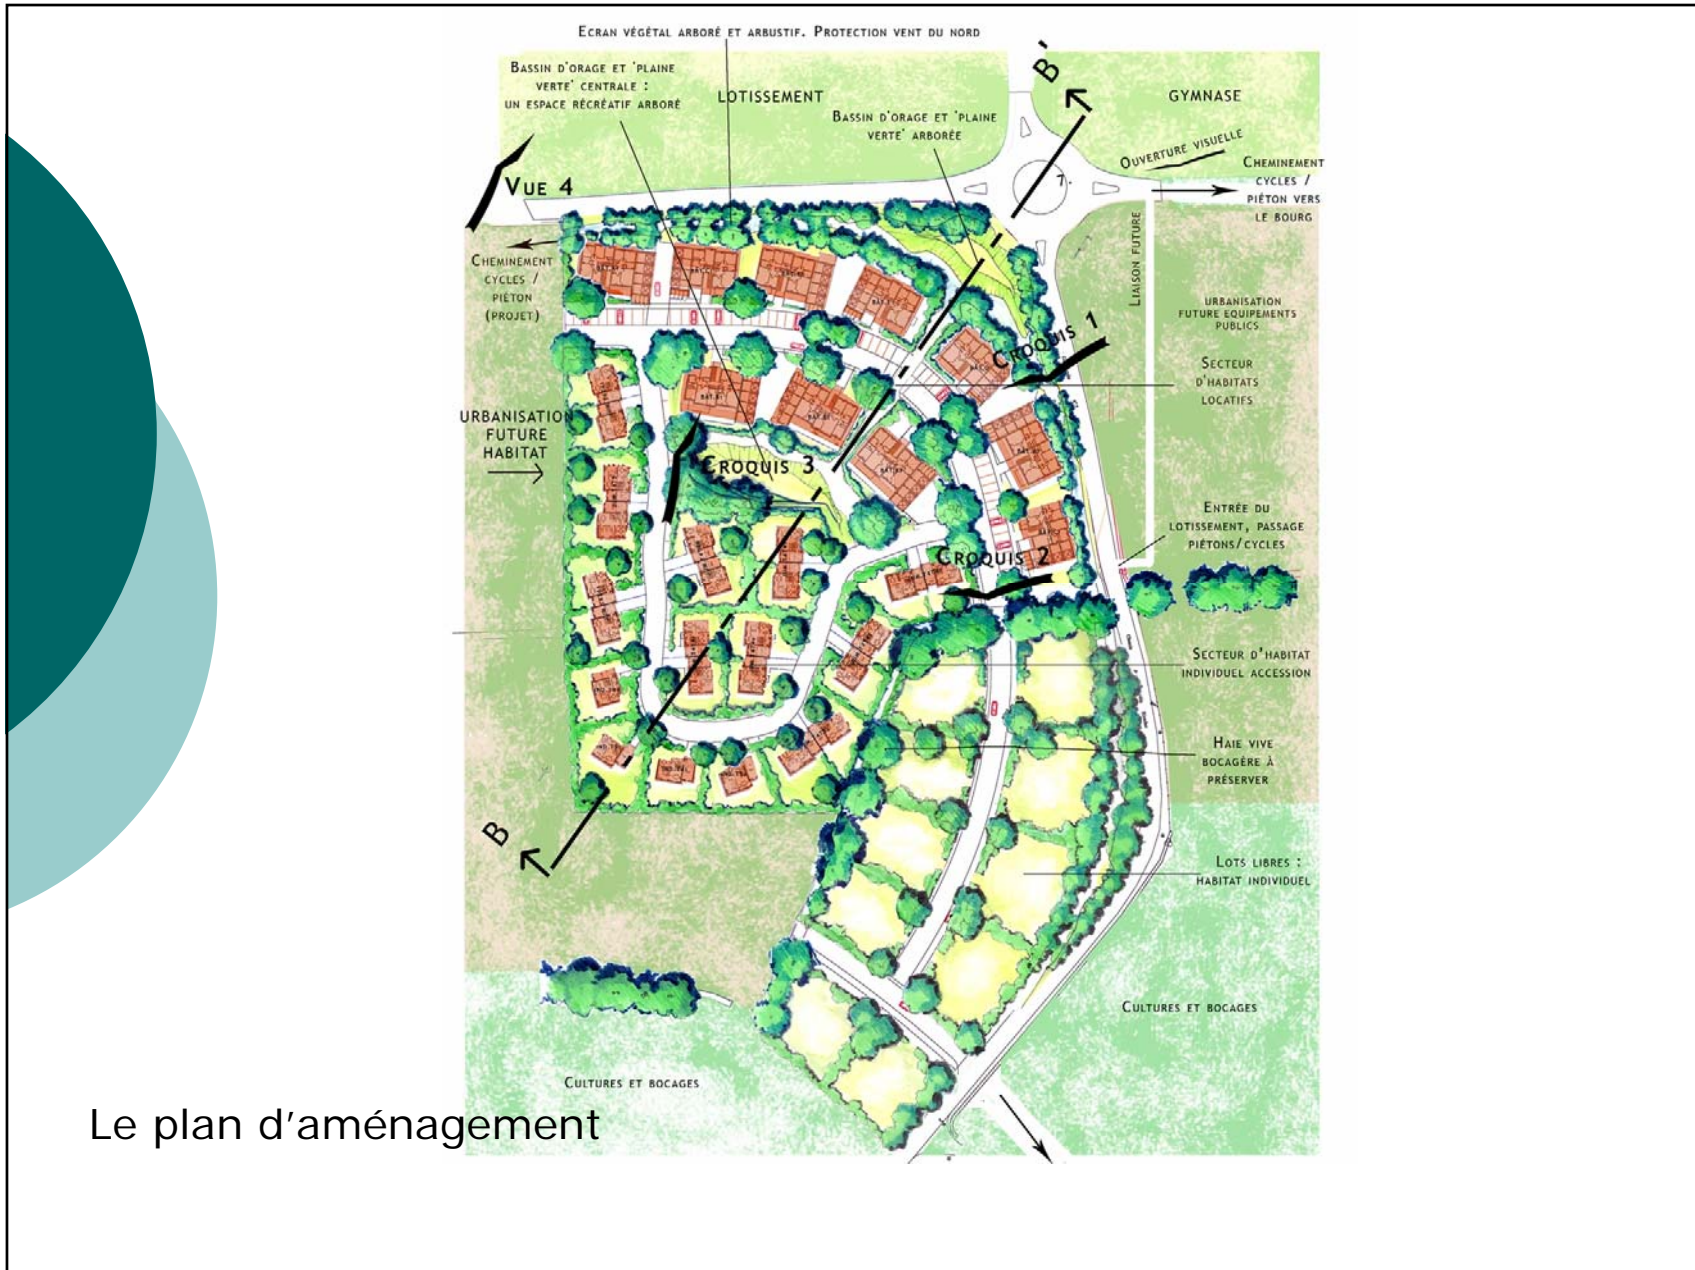 Ecran végétal arboré et arbustif. Protection vent du nord
Bassin d'orage et 'plaine
verte' centrale :
un espace récréatif arboré
Lotissement
Bassin d'orage et 'plaine
verte' arborée
B'
Gymnase
Ouverture visuelle
Cheminement
cycles /
piéton vers
le bourg
Vue 4
Cheminement
cycles /
piéton
(projet)
Liaison future
Urbanisation
future equipements
publics
Croquis 1
Secteur
d'habitats
locatifs
Urbanisation
future
habitat
Croquis 3
Entrée du
lotissement, passage
piétons/cycles
Croquis 2
Secteur d'habitat
individuel accession
Haie vive
bocagère à
préserver
B
Lots libres :
habitat individuel
Cultures et bocages
Cultures et bocages
Le plan d'aménagement